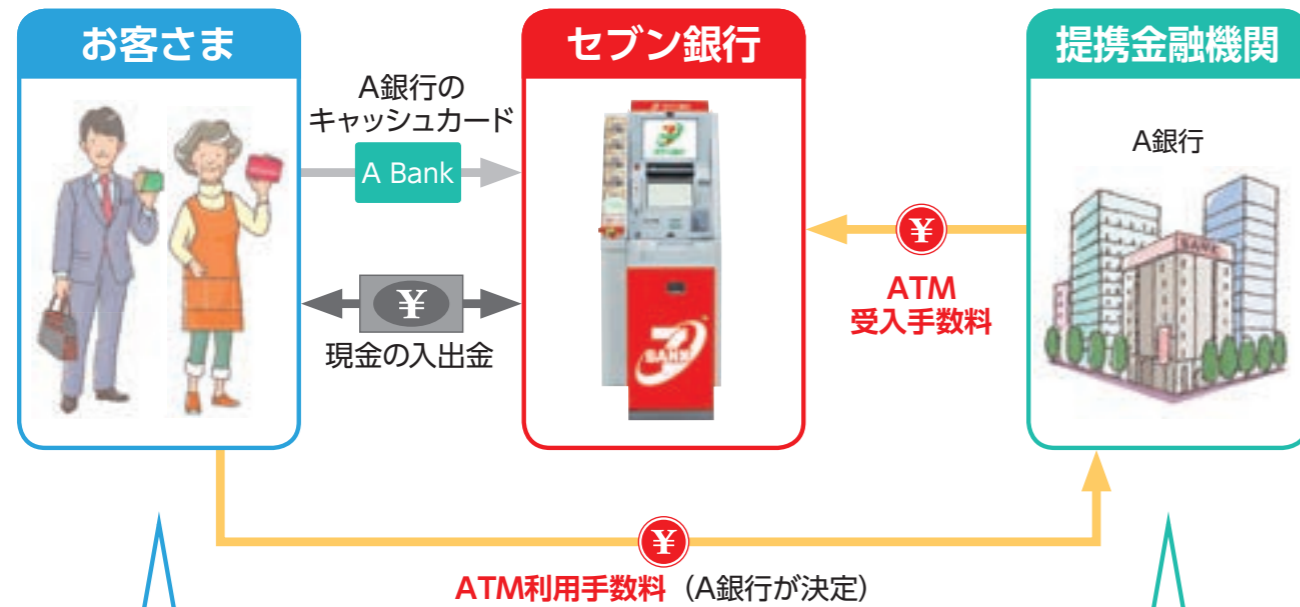 お客さま
セブン銀行
提携金融機関
A銀行の
キャッシュカード
A Bank
A銀行
BANK
¥
ATM
受入手数料
¥
現金の入出金
7
BANK
¥
ATM利用手数料（A銀行が決定）